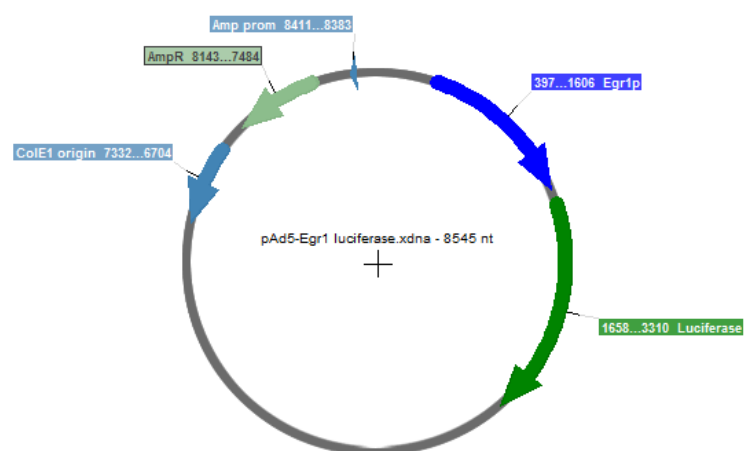 Amp prom 8411...8383
AmpR 8143...7484
397...1606 Egr1p
ColE1 origin 7332...6704
pAd5-Egr1 luciferase.xdna - 8545 nt
1658...3310 Luciferase